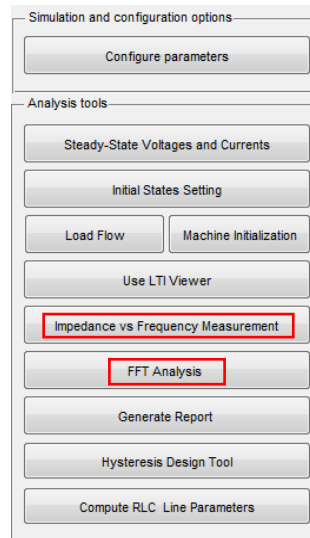 Simulation and configuration options
Configure parameters
Analysis tools
Steady-State Voltages and Currents
Initial States Setting
Load Flow
Machine Initialization
Use LTI Viewer
Impedance vs Frequency Measurement
FFT Analysis
Generate Report
Hysteresis Design Tool
Compute RLC Line Parameters